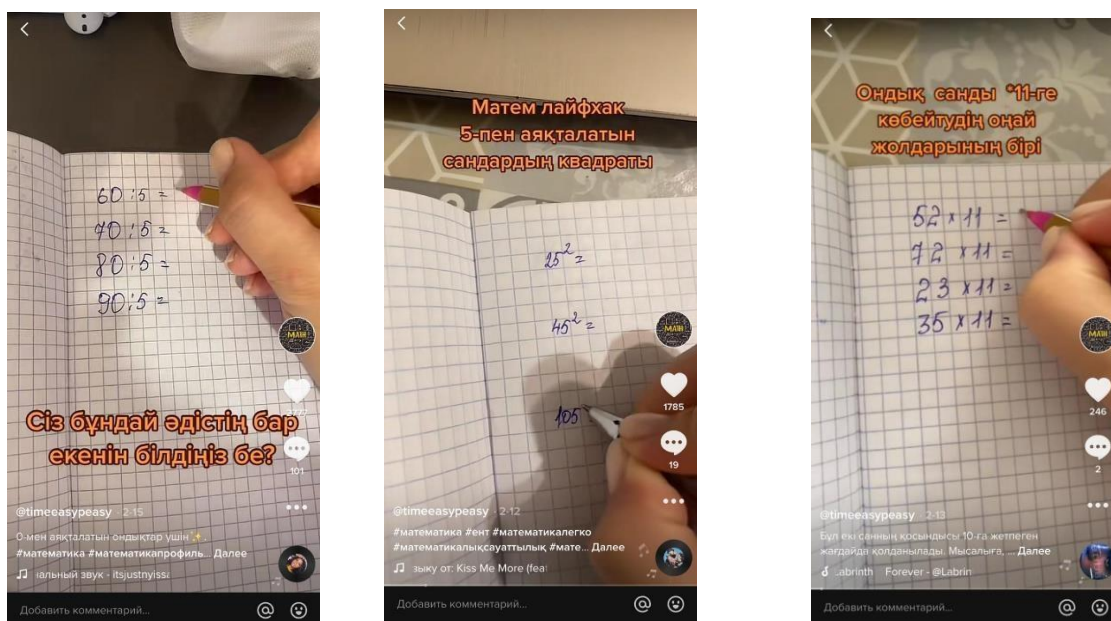 60:5=
70:5=
80:5=
90:5=
MATH
2727
Сіз бұндай әдістің бар
екенін білдіңіз бе?
101
@timeeasypeasy · 2-15
0-мен аяқталатын ондықтар үшін
#математика #математикапрофиль... Далее
альный звук - itsjustnyissa
Добавить комментарий...
Матем лайфхак
5-пен аяқталатын
сандардың квадраты
25²=
45²=
MATH
105
1785
19
@timeeasypeasy · 2-12
#математика #ент #математикалегко
#математикалықсауаттылық #мате... Далее
зыку от: Kiss Me More (feat
Добавить комментарий...
Ондық санды *11-ге
көбейтудің оңай
жолдарының бірі
52×11=
72×11=
23×11=
35×11=
MATH
246
2
@timeeasypeasy · 2-13
Бұл екі санның қосындысы 10-ға жетпеген
жағдайда қолданылады. Мысалыға, ... Далее
Labrinth Forever - @Labrin
Добавить комментарий...